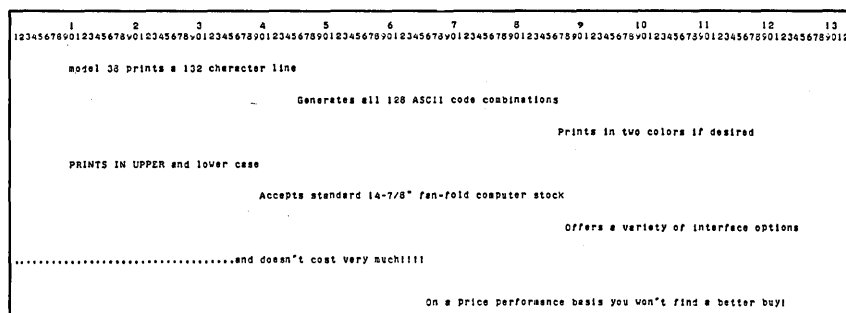 1 2 3 4 5 6 7 8 9 10 11 12 13
123456789012345678901234567890123456789012345678901234567890123456789012345678901234567890123456789012345678901234567890123456789012
model 38 prints a 132 character line
Generates all 128 ASCII code combinations
Prints in two colors if desired
PRINTS IN UPPER and lower case
Accepts standard 14-7/8" fan-fold computer stock
Offers a variety of interface options
...................................and doesn't cost very much!!!!
On a price performance basis you won't find a better buy!